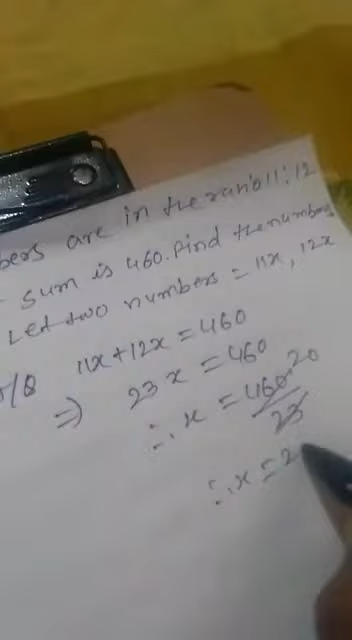 bers are in the ratio 11:12
sum is 460. Find the numbers
Let two numbers = 11x, 12x
A/Q 11x+12x = 460
⇒ 23x = 460
∴ x = 460/23 20
∴ x = 2